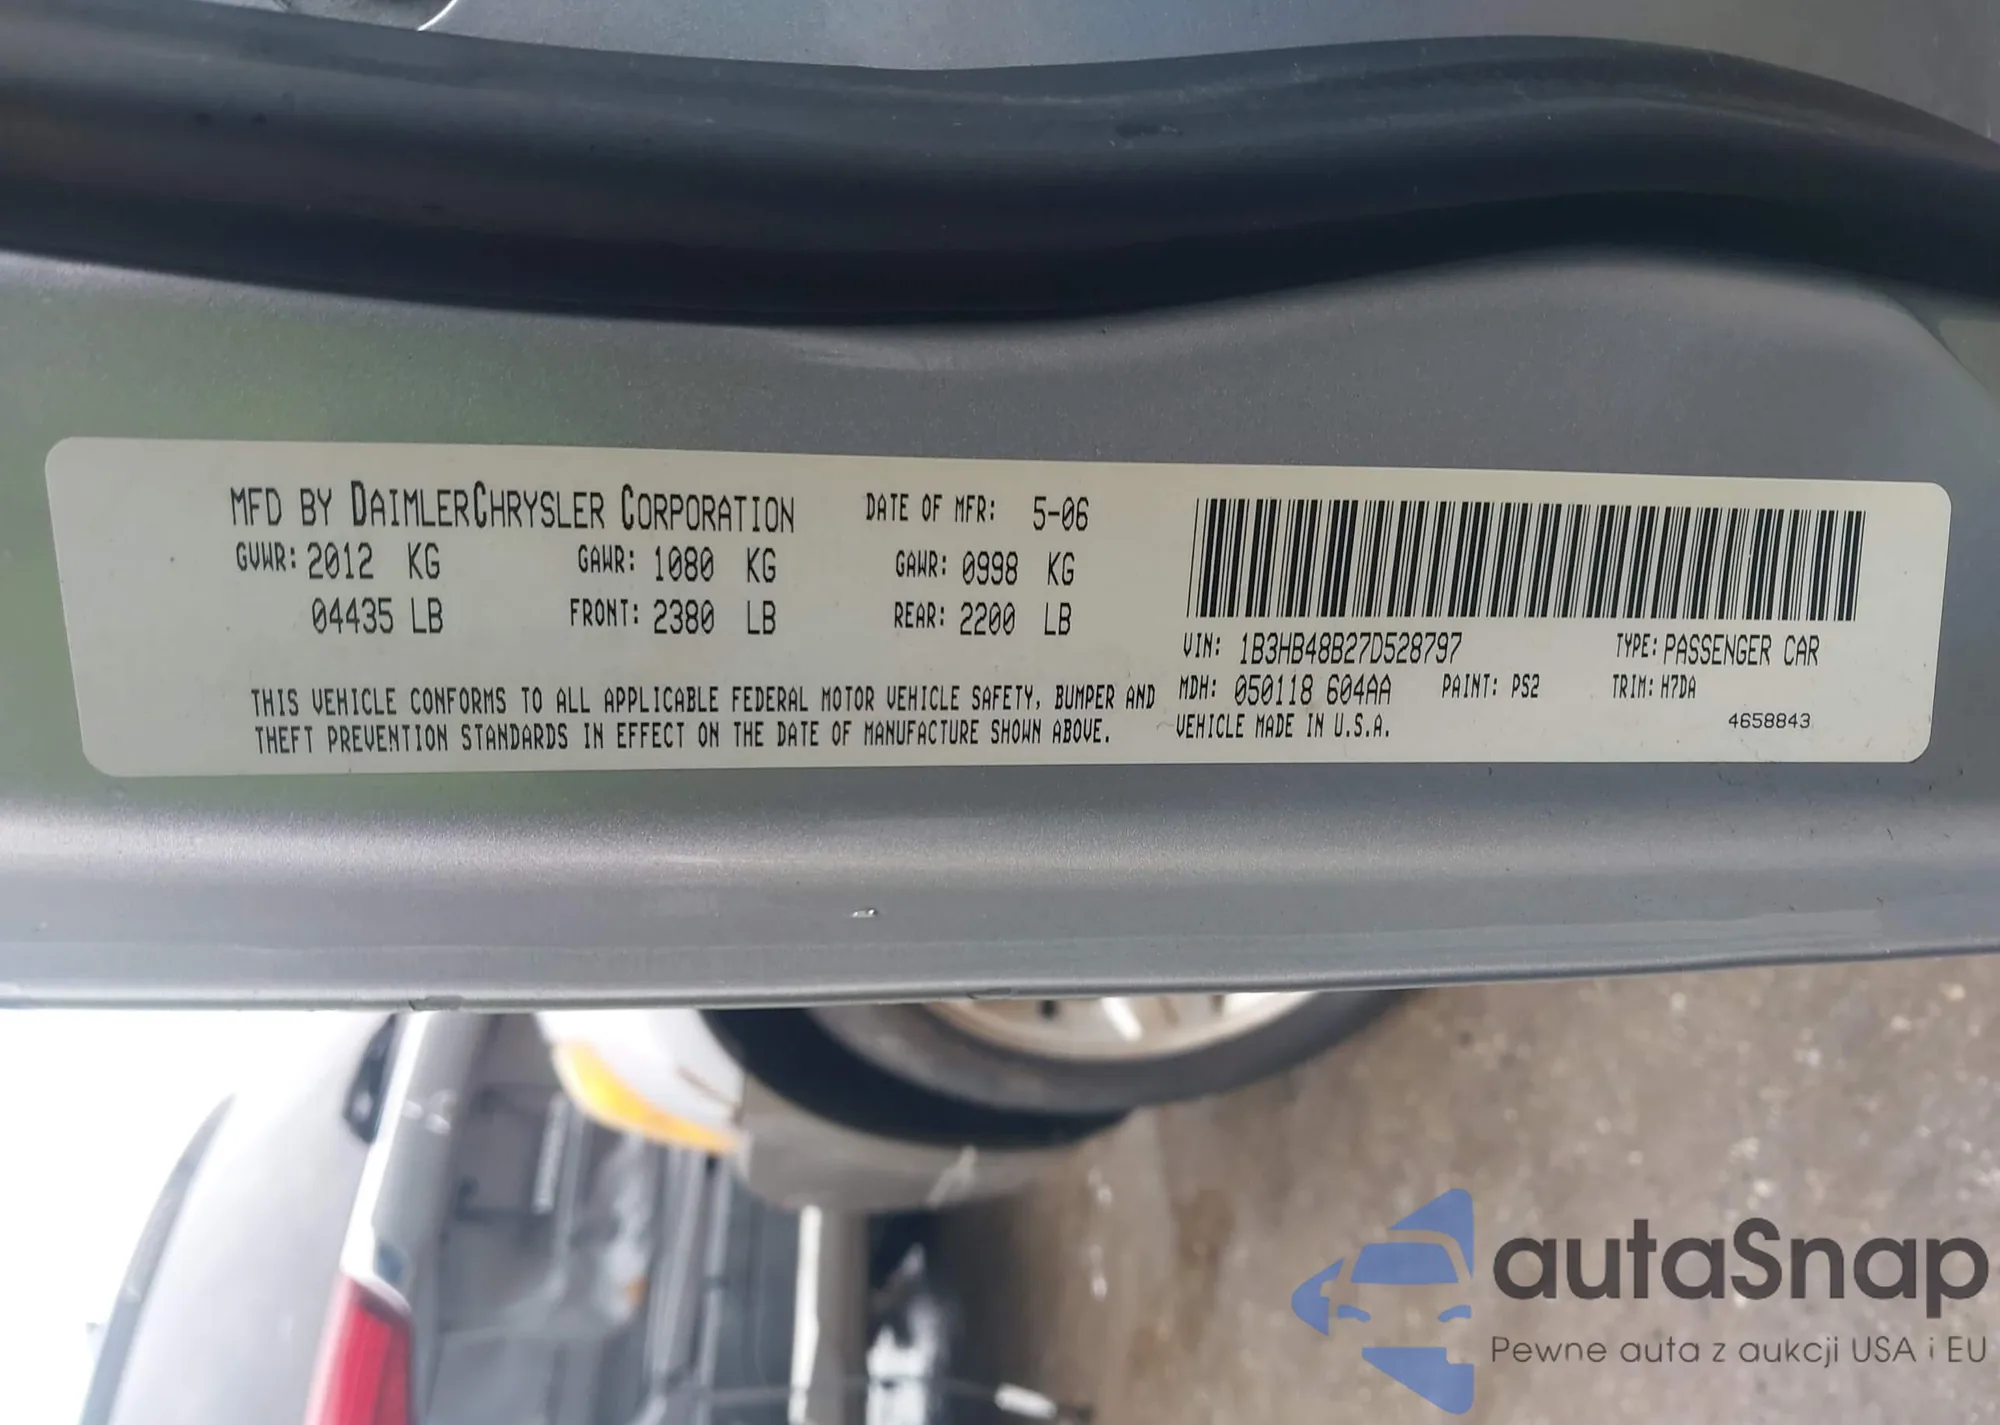 MFD BY DAIMLERCHRYSLER CORPORATION DATE OF MFR: 5-06
GVWR: 2012 KG GAWR: 1080 KG GAWR: 0998 KG
04435 LB FRONT: 2380 LB REAR: 2200 LB
THIS VEHICLE CONFORMS TO ALL APPLICABLE FEDERAL MOTOR VEHICLE SAFETY, BUMPER AND
THEFT PREVENTION STANDARDS IN EFFECT ON THE DATE OF MANUFACTURE SHOWN ABOVE.
VIN: 1B3HB48B27D528797 TYPE: PASSENGER CAR
MDH: 050118 604AA PAINT: PS2 TRIM: H7DA
VEHICLE MADE IN U.S.A. 4658843
autaSnap
Pewne auta z aukcji USA i EU